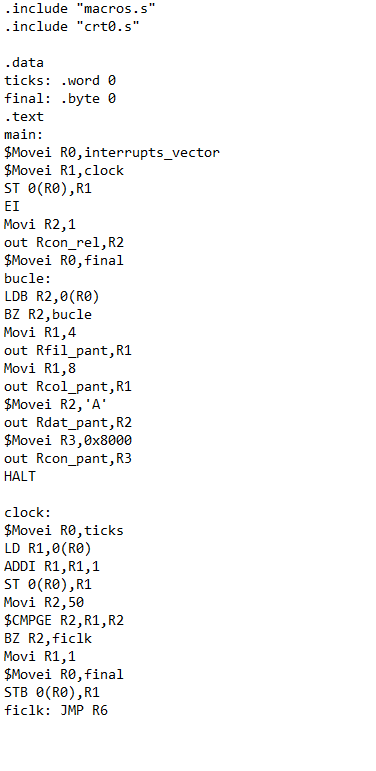 .include "macros.s"
.include "crt0.s"
.data
ticks: .word 0
final: .byte 0
.text
main:
$Movei R0,interrupts_vector
$Movei R1,clock
ST 0(R0),R1
EI
Movi R2,1
out Rcon_rel,R2
$Movei R0,final
bucle:
LDB R2,0(R0)
BZ R2,bucle
Movi R1,4
out Rfil_pant,R1
Movi R1,8
out Rcol_pant,R1
$Movei R2,'A'
out Rdat_pant,R2
$Movei R3,0x8000
out Rcon_pant,R3
HALT
clock:
$Movei R0,ticks
LD R1,0(R0)
ADDI R1,R1,1
ST 0(R0),R1
Movi R2,50
$CMPGE R2,R1,R2
BZ R2,ficlk
Movi R1,1
$Movei R0,final
STB 0(R0),R1
ficlk: JMP R6